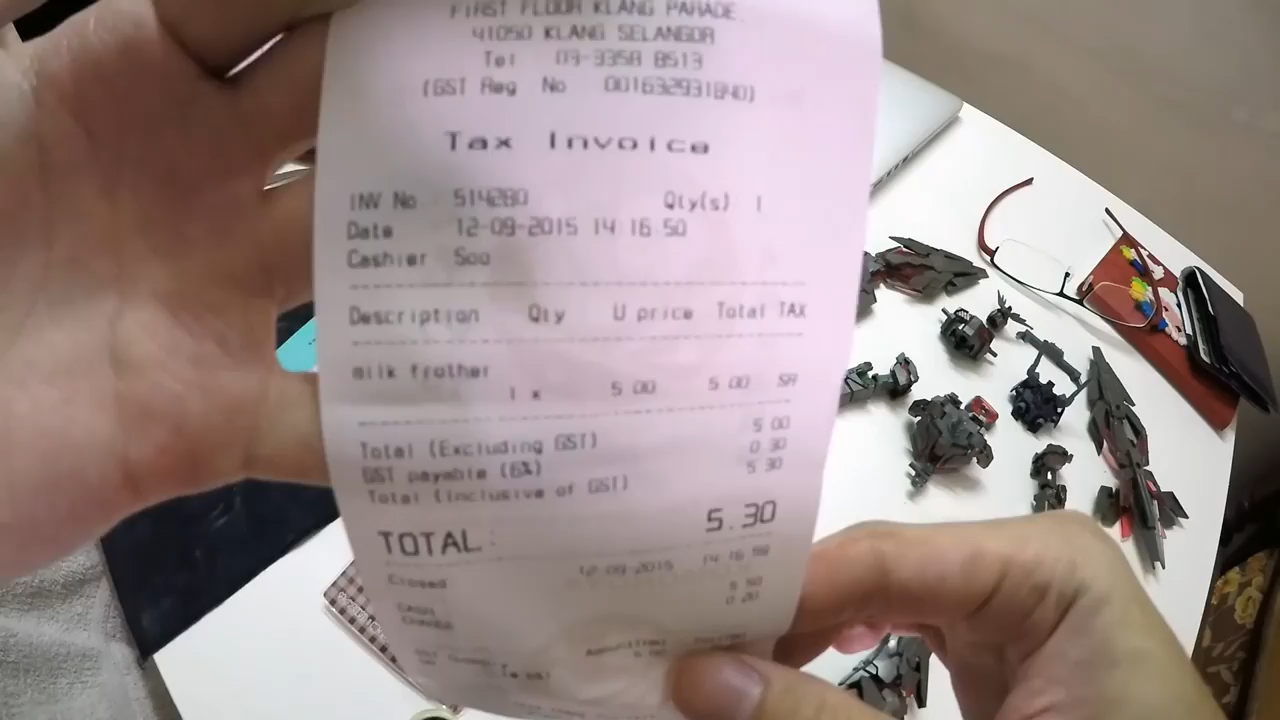 FIRST FLOOR KLANG PARADE
41050 KLANG SELANGOR
Tel 03-3358 8513
(GST Reg No 001632931840)
Tax Invoice
INV No 514280 Qty(s) 1
Date 12-09-2015 14 16 50
Cashier Soo
Description Qty U price Total TAX
milk frother
1 x 5 00 5 00 SR
Total (Excluding GST) 5 00
GST payable (6%) 0 30
Total (inclusive of GST) 5 30
TOTAL : 5.30
Closed 12-09-2015 14 16 58
CASH 5 50
Change 0 20